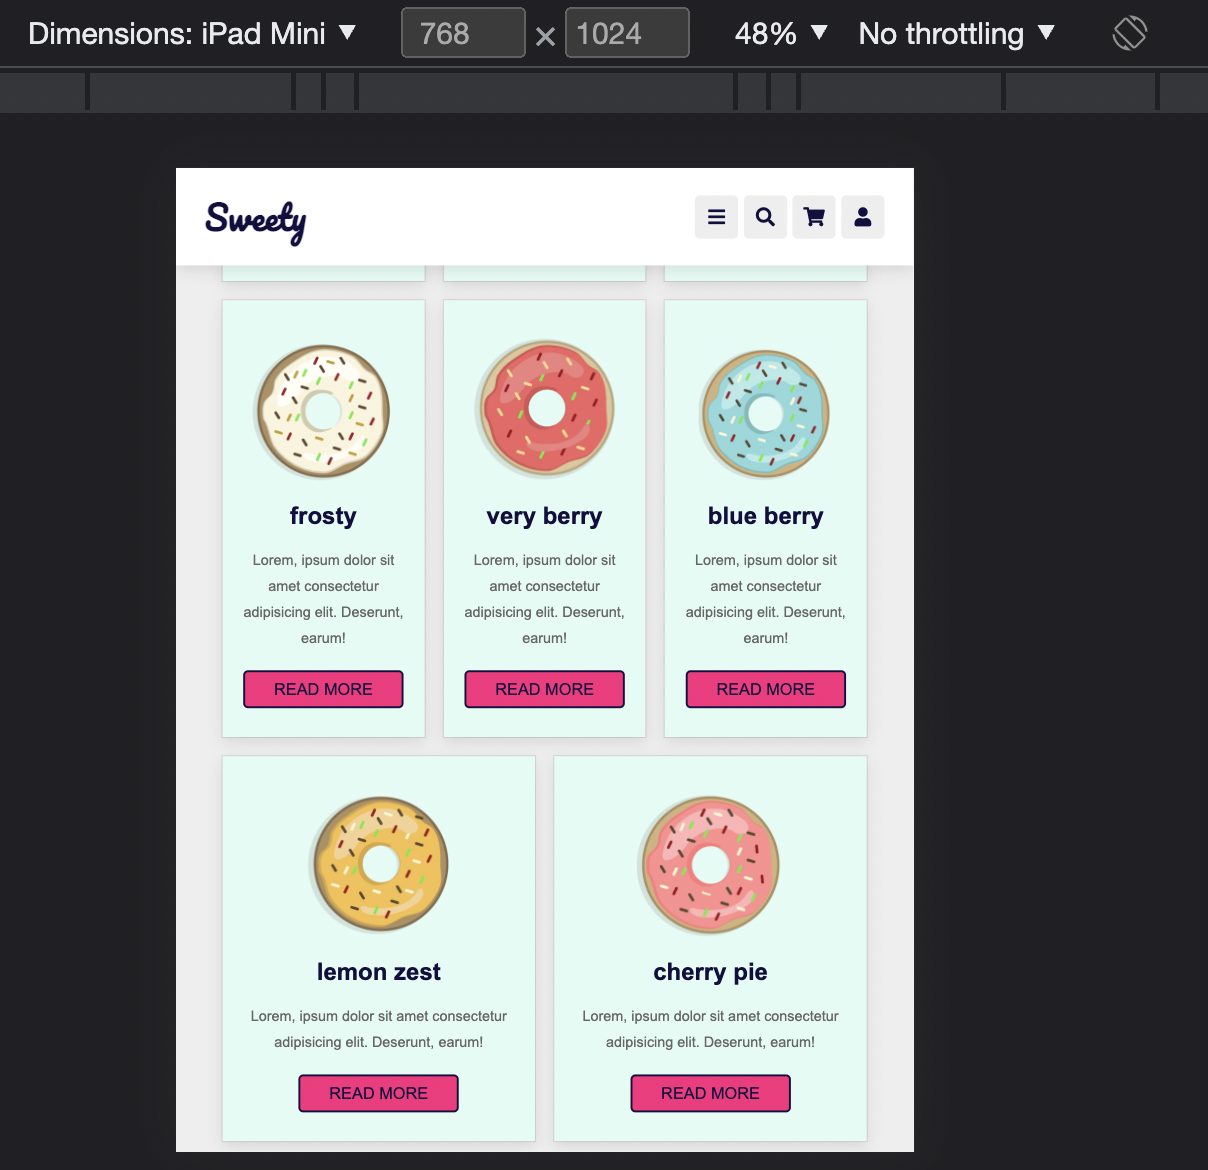 Dimensions: iPad Mini ▼ 768 × 1024 48% ▼ No throttling ▼
Sweety
frosty
Lorem, ipsum dolor sit
amet consectetur
adipisicing elit. Deserunt,
earum!
READ MORE
very berry
Lorem, ipsum dolor sit
amet consectetur
adipisicing elit. Deserunt,
earum!
READ MORE
blue berry
Lorem, ipsum dolor sit
amet consectetur
adipisicing elit. Deserunt,
earum!
READ MORE
lemon zest
Lorem, ipsum dolor sit amet consectetur
adipisicing elit. Deserunt, earum!
READ MORE
cherry pie
Lorem, ipsum dolor sit amet consectetur
adipisicing elit. Deserunt, earum!
READ MORE